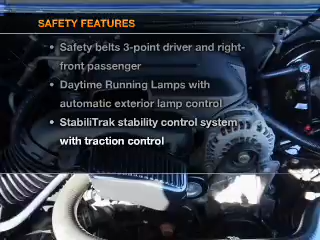 SAFETY FEATURES
• Safety belts 3-point driver and right-
front passenger
• Daytime Running Lamps with
automatic exterior lamp control
• StabiliTrak stability control system
with traction control